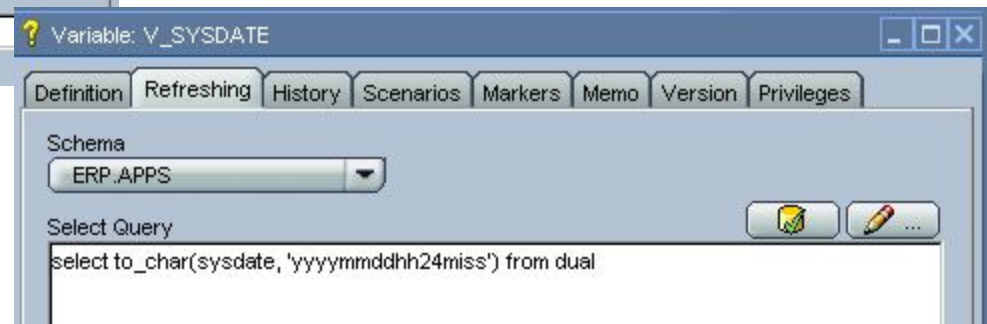 Variable: V_SYSDATE
Definition Refreshing History Scenarios Markers Memo Version Privileges
Schema
ERP.APPS
Select Query
...
select to_char(sysdate, 'yyyymmddhh24miss') from dual